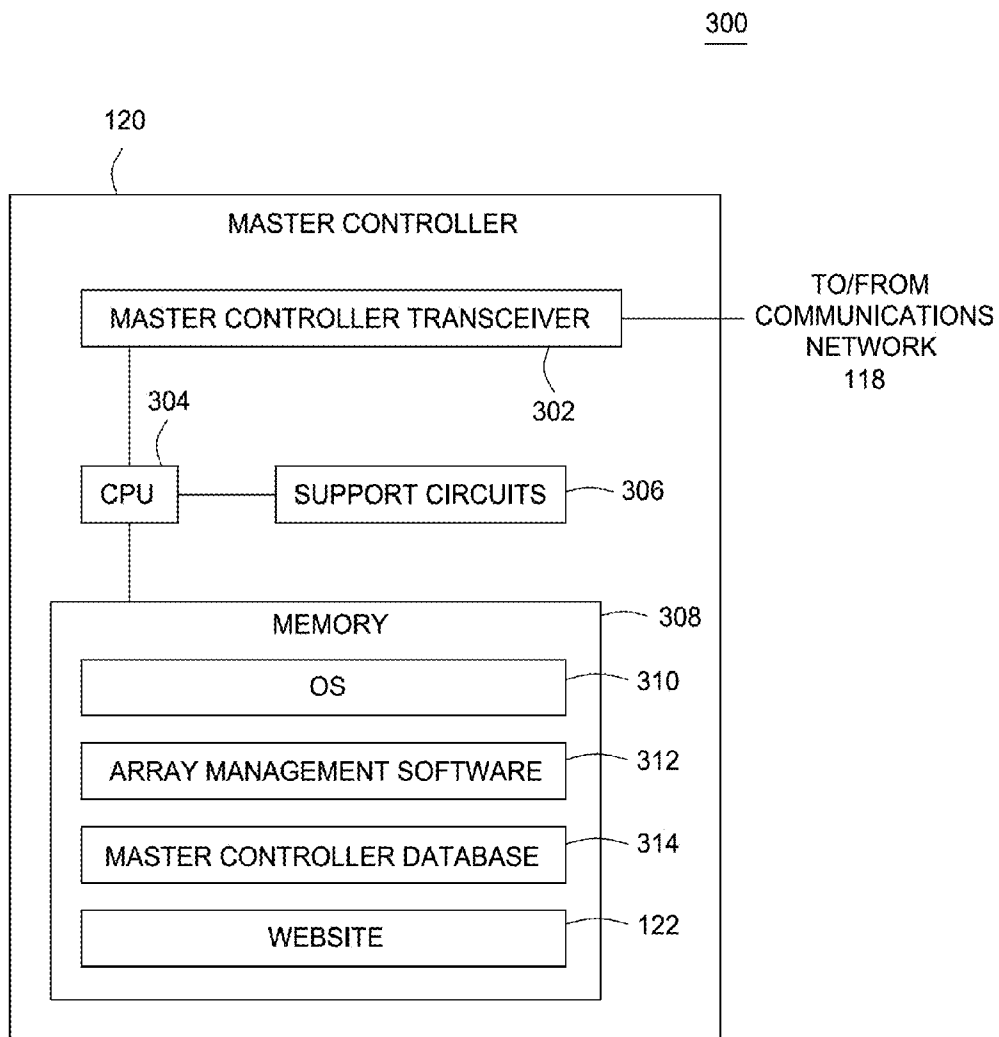 300
120
MASTER CONTROLLER
MASTER CONTROLLER TRANSCEIVER
TO/FROM
COMMUNICATIONS
NETWORK
118
302
304
CPU
SUPPORT CIRCUITS
306
MEMORY
308
OS
310
ARRAY MANAGEMENT SOFTWARE
312
MASTER CONTROLLER DATABASE
314
WEBSITE
122